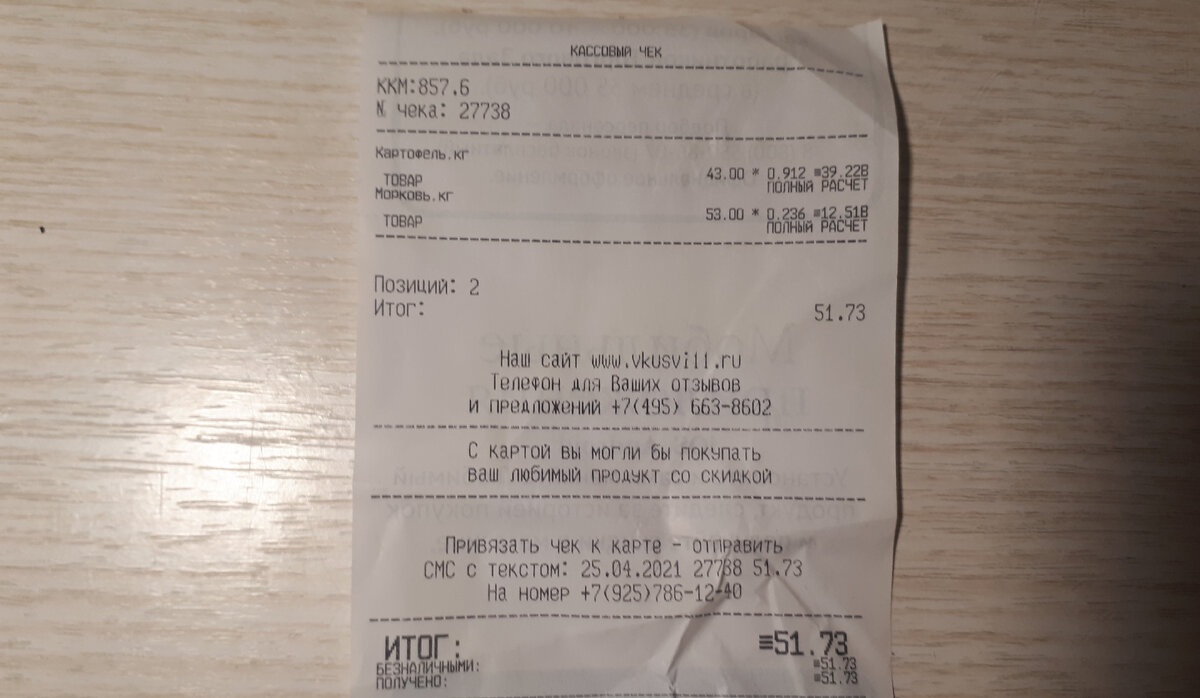 КАССОВЫЙ ЧЕК
ККМ:857.6
№ чека: 27738
Картофель,кг
43.00 * 0.912 ≡39.22В
ТОВАР ПОЛНЫЙ РАСЧЕТ
Морковь,кг
53.00 * 0.236 ≡12.51В
ТОВАР ПОЛНЫЙ РАСЧЕТ
Позиций: 2
Итог: 51.73
Наш сайт www.vkusvill.ru
Телефон для Ваших отзывов
и предложений +7(495) 663-8602
С картой вы могли бы покупать
ваш любимый продукт со скидкой
Привязать чек к карте - отправить
СМС с текстом: 25.04.2021 27738 51.73
На номер +7(925)786-12-40
ИТОГ: ≡51.73
БЕЗНАЛИЧНЫМИ: ≡51.73
ПОЛУЧЕНО: ≡51.73